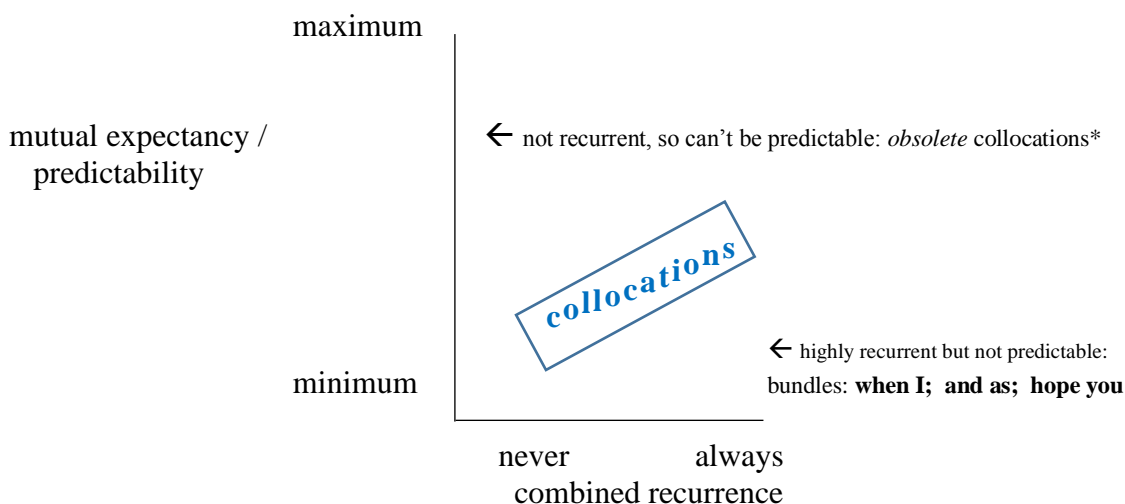 maximum
mutual expectancy /
predictability
← not recurrent, so can’t be predictable: obsolete collocations*
collocations
← highly recurrent but not predictable:
bundles: when I; and as; hope you
minimum
never always
combined recurrence